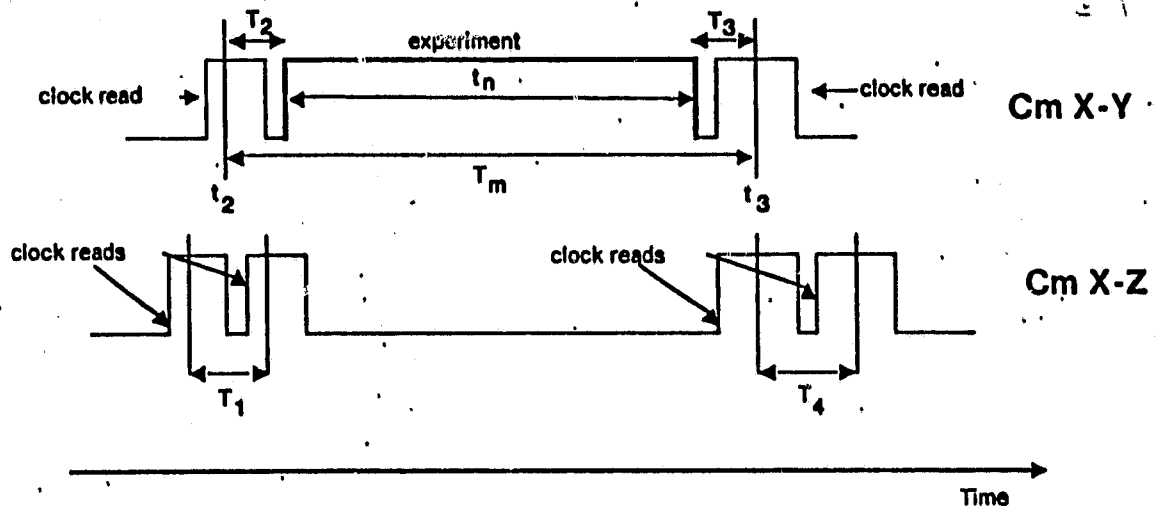 T2
T3
experiment
tn
clock read
clock read
Cm X-Y
Tm
t2
t3
clock reads
clock reads
Cm X-Z
T1
T4
Time